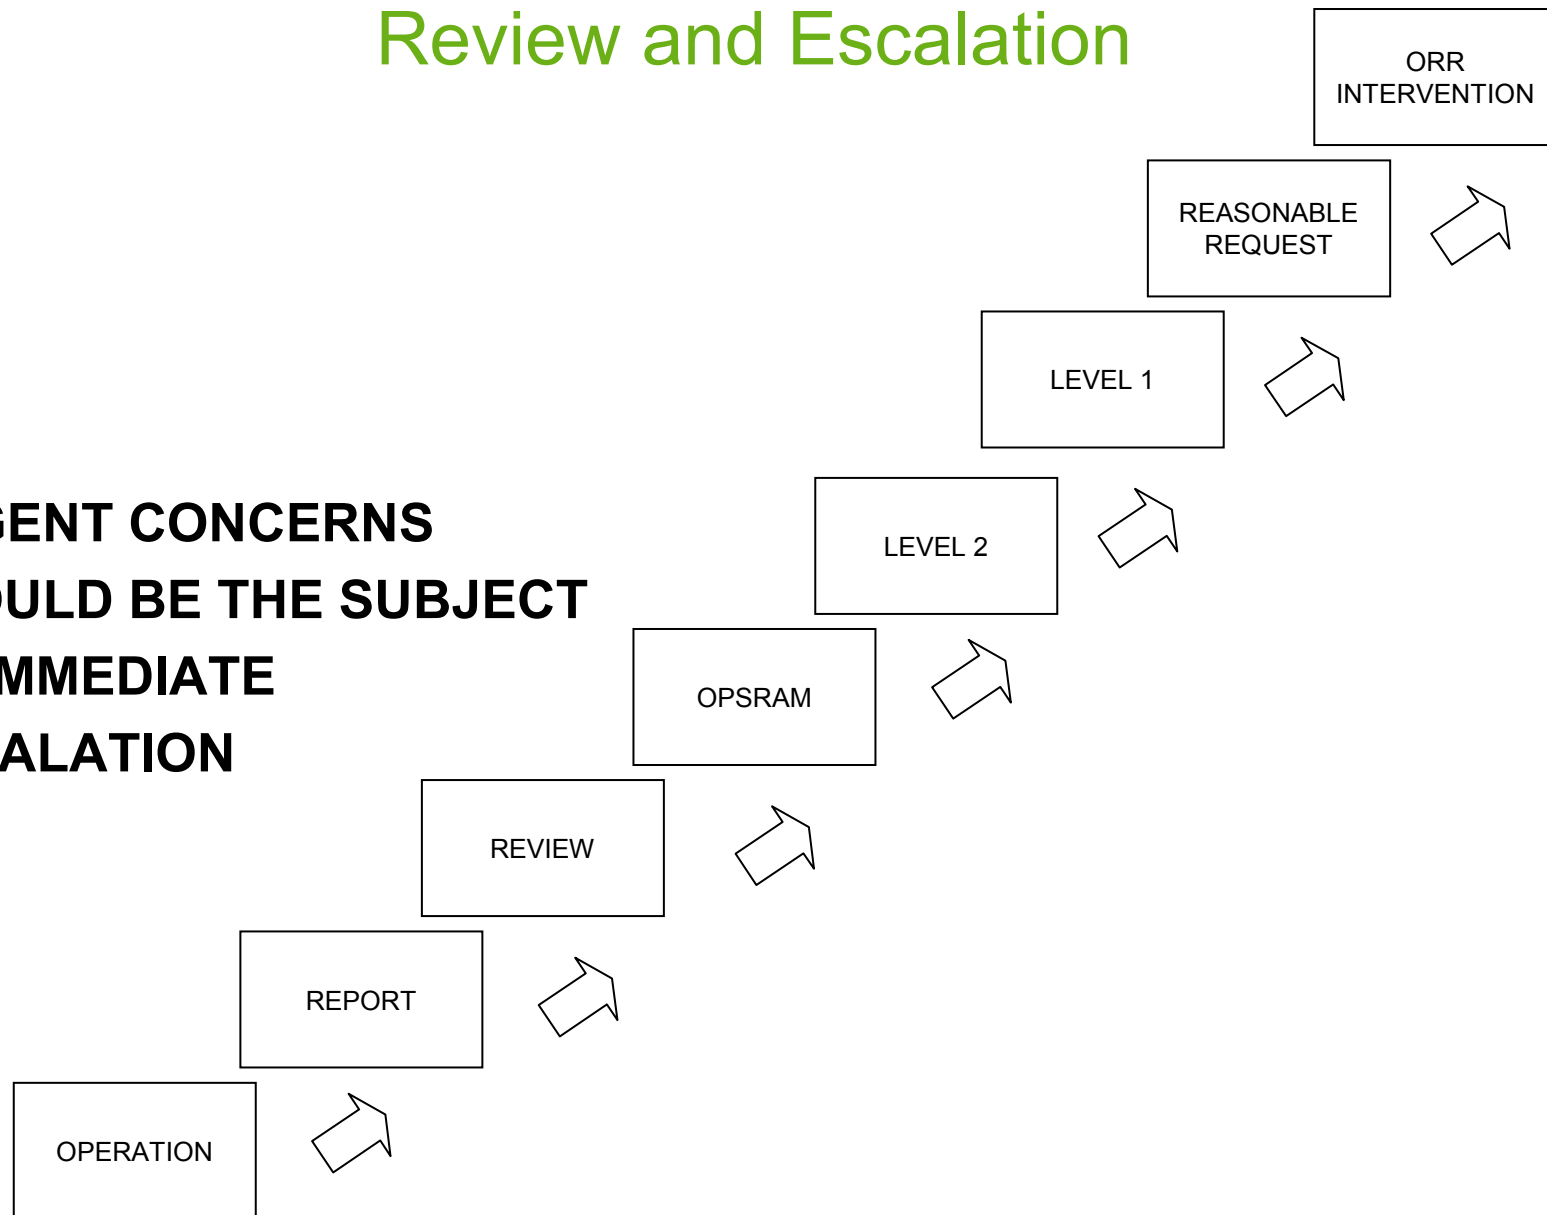 Review and Escalation
ORR
INTERVENTION
REASONABLE
REQUEST
LEVEL 1
LEVEL 2
GENT CONCERNS
OULD BE THE SUBJECT
MMEDIATE
ALATION
OPSRAM
REVIEW
REPORT
OPERATION